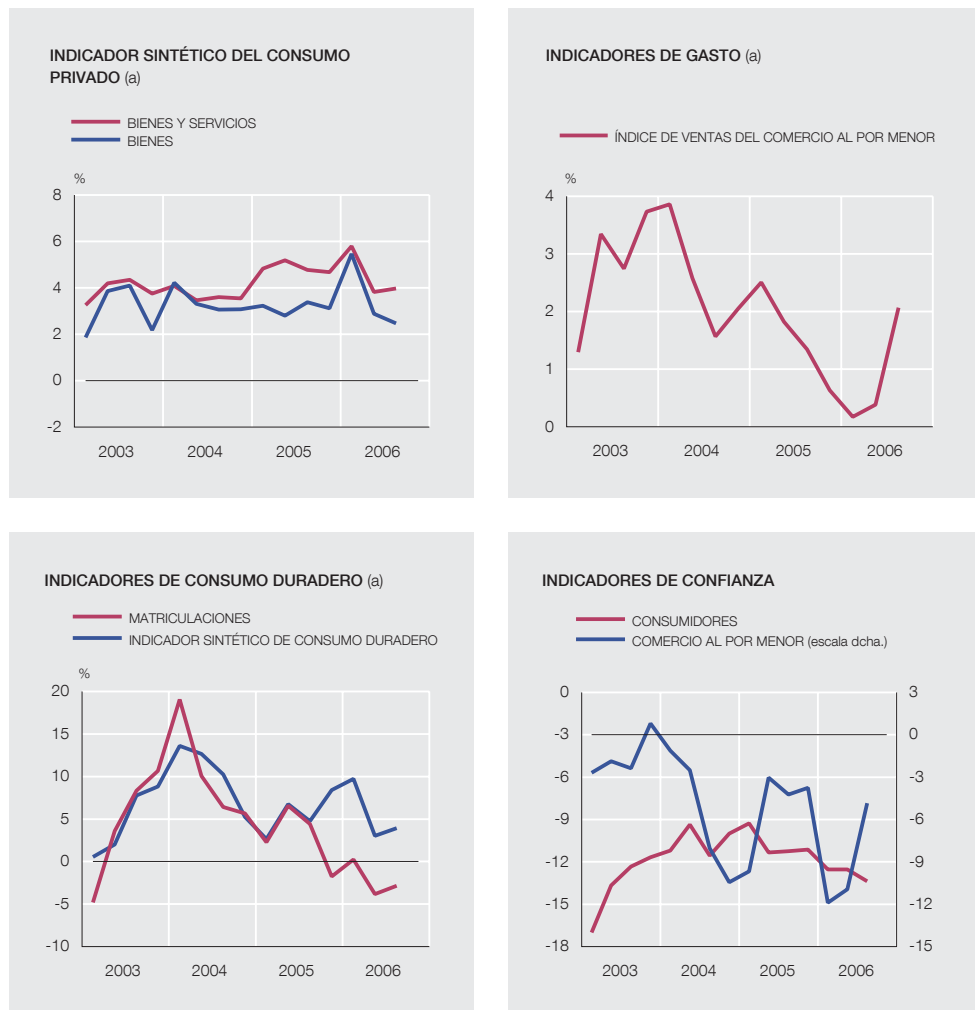 INDICADOR SINTÉTICO DEL CONSUMO
PRIVADO (a)
BIENES Y SERVICIOS
BIENES
%
8
6
4
2
0
-2
2003 2004 2005 2006
INDICADORES DE GASTO (a)
ÍNDICE DE VENTAS DEL COMERCIO AL POR MENOR
%
4
3
2
1
0
2003 2004 2005 2006
INDICADORES DE CONSUMO DURADERO (a)
MATRICULACIONES
INDICADOR SINTÉTICO DE CONSUMO DURADERO
%
20
15
10
5
0
-5
-10
2003 2004 2005 2006
INDICADORES DE CONFIANZA
CONSUMIDORES
COMERCIO AL POR MENOR (escala dcha.)
0 3
-3 0
-6 -3
-9 -6
-12 -9
-15 -12
-18 -15
2003 2004 2005 2006